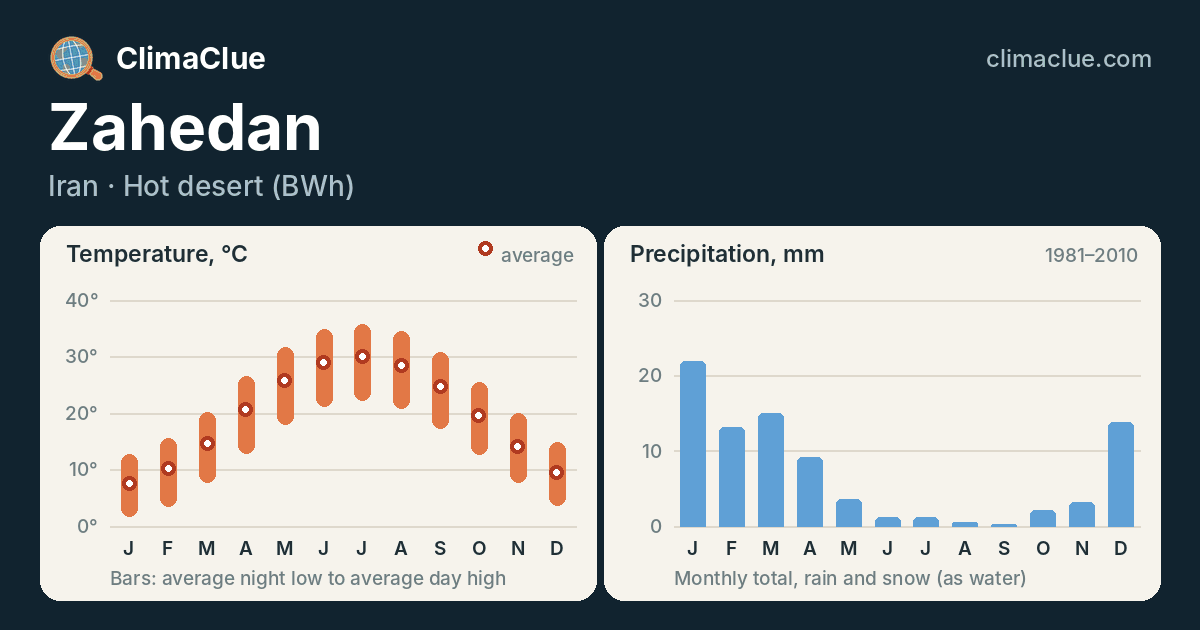 ClimaClue
climaclue.com
Zahedan
Iran · Hot desert (BWh)
Temperature, °C
average
40°
30°
20°
10°
0°
J F M A M J J A S O N D
Bars: average night low to average day high
Precipitation, mm
1981–2010
30
20
10
0
J F M A M J J A S O N D
Monthly total, rain and snow (as water)